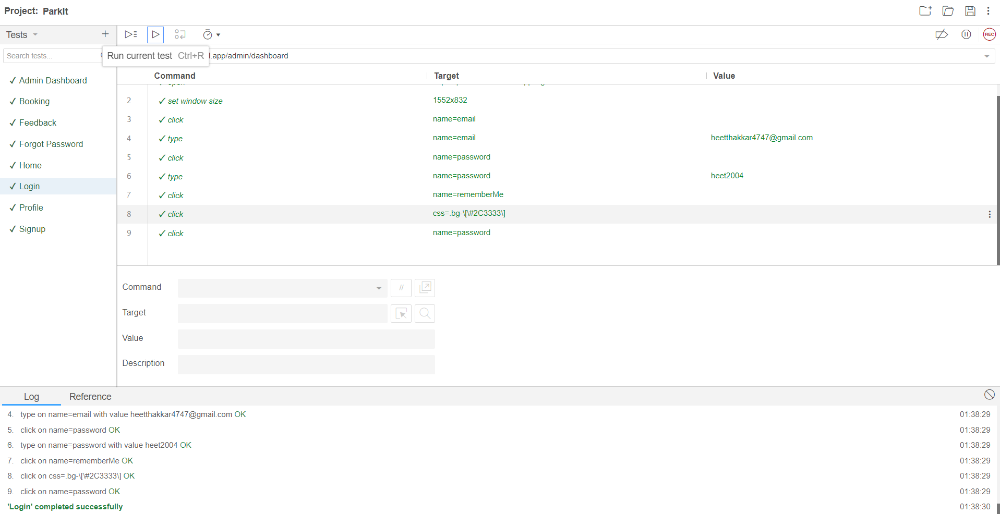 Project: ParkIt
Tests
REC
Search tests...
Run current test Ctrl+R
l.app/admin/dashboard
Command Target Value
✓ Admin Dashboard
✓ Booking
✓ Feedback
✓ Forgot Password
✓ Home
✓ Login
✓ Profile
✓ Signup
2 ✓ set window size 1552x832
3 ✓ click name=email
4 ✓ type name=email heetthakkar4747@gmail.com
5 ✓ click name=password
6 ✓ type name=password heet2004
7 ✓ click name=rememberMe
8 ✓ click css=.bg-\[\#2C3333\]
9 ✓ click name=password
Command //
Target
Value
Description
Log Reference
4. type on name=email with value heetthakkar4747@gmail.com OK 01:38:29
5. click on name=password OK 01:38:29
6. type on name=password with value heet2004 OK 01:38:29
7. click on name=rememberMe OK 01:38:29
8. click on css=.bg-\[\#2C3333\] OK 01:38:29
9. click on name=password OK 01:38:29
'Login' completed successfully 01:38:30